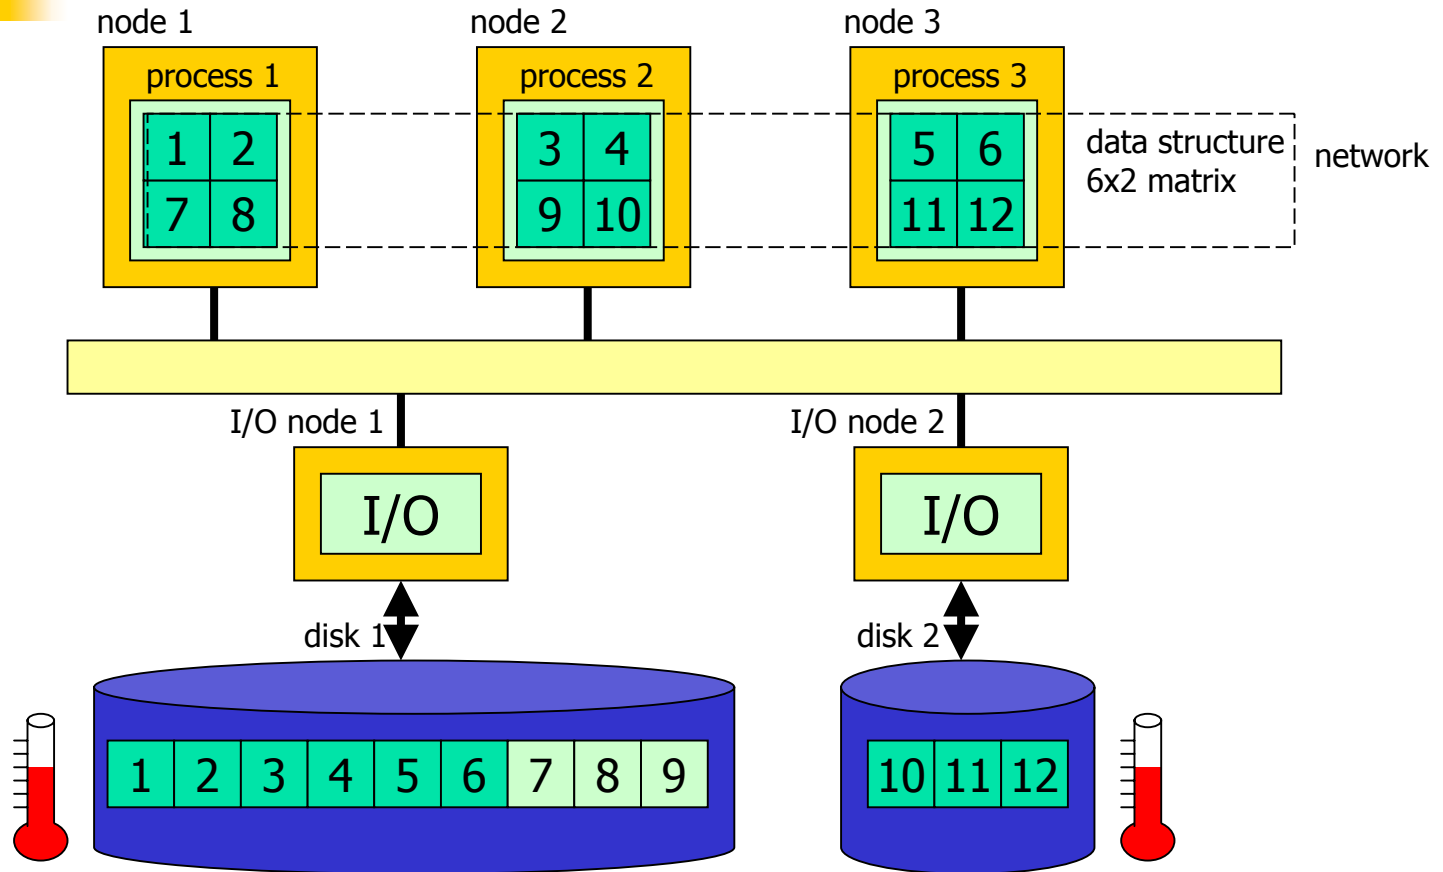 node 1 node 2 node 3
process 1 process 2 process 3
1 2 3 4 5 6
7 8 9 10 11 12
data structure
6x2 matrix
network
I/O node 1 I/O node 2
I/O I/O
disk 1 disk 2
1 2 3 4 5 6 7 8 9 10 11 12